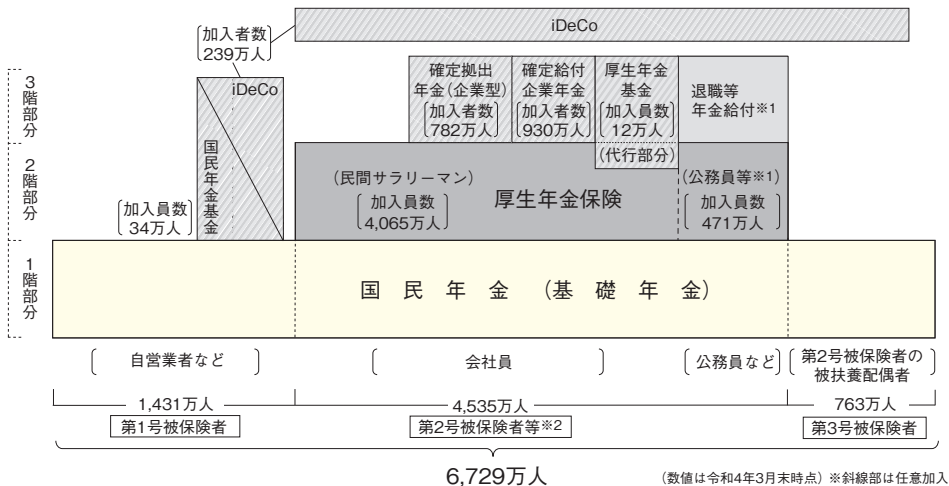 iDeCo
加入者数
239万人
3階部分
iDeCo
国民年金基金
確定拠出
年金(企業型)
加入者数
782万人
確定給付
企業年金
加入者数
930万人
厚生年金
基金
加入員数
12万人
(代行部分)
退職等
年金給付※1
2階部分
加入員数
34万人
(民間サラリーマン)
加入員数
4,065万人
厚生年金保険
(公務員等※1)
加入員数
471万人
1階部分
国民年金(基礎年金)
自営業者など
会社員
公務員など
第2号被保険者の
被扶養配偶者
1,431万人
第1号被保険者
4,535万人
第2号被保険者等※2
763万人
第3号被保険者
6,729万人
(数値は令和4年3月末時点)※斜線部は任意加入